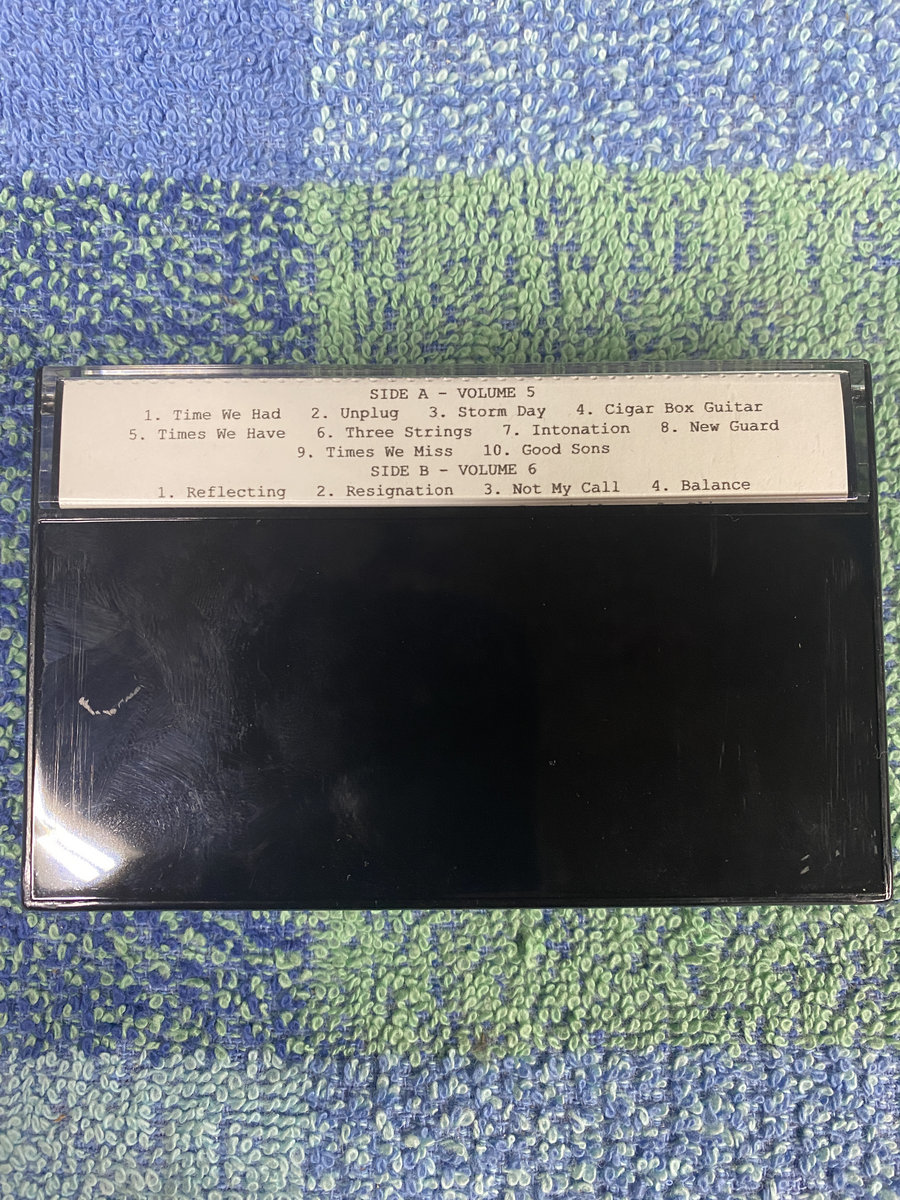 SIDE A - VOLUME 5
1. Time We Had 2. Unplug 3. Storm Day 4. Cigar Box Guitar
5. Times We Have 6. Three Strings 7. Intonation 8. New Guard
9. Times We Miss 10. Good Sons
SIDE B - VOLUME 6
1. Reflecting 2. Resignation 3. Not My Call 4. Balance